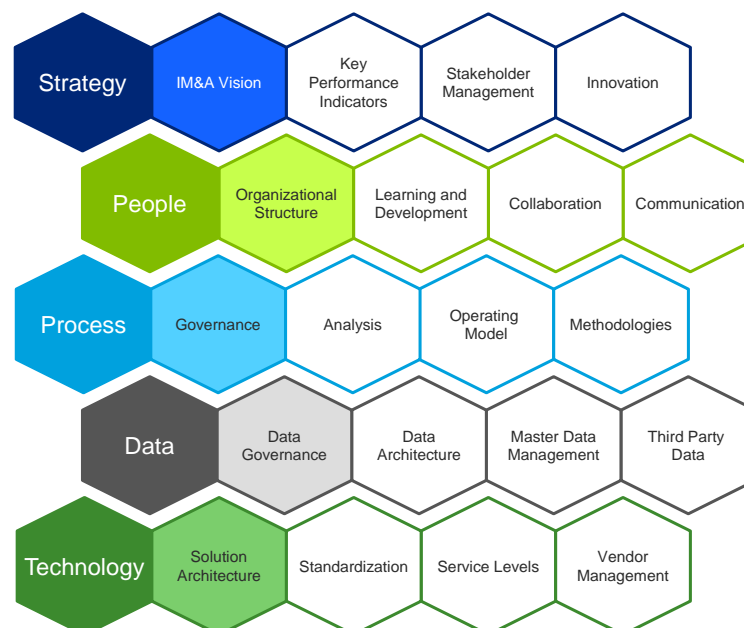 Strategy
IM&A Vision
Key
Performance
Indicators
Stakeholder
Management
Innovation
People
Organizational
Structure
Learning and
Development
Collaboration
Communication
Process
Governance
Analysis
Operating
Model
Methodologies
Data
Data
Governance
Data
Architecture
Master Data
Management
Third Party
Data
Technology
Solution
Architecture
Standardization
Service Levels
Vendor
Management